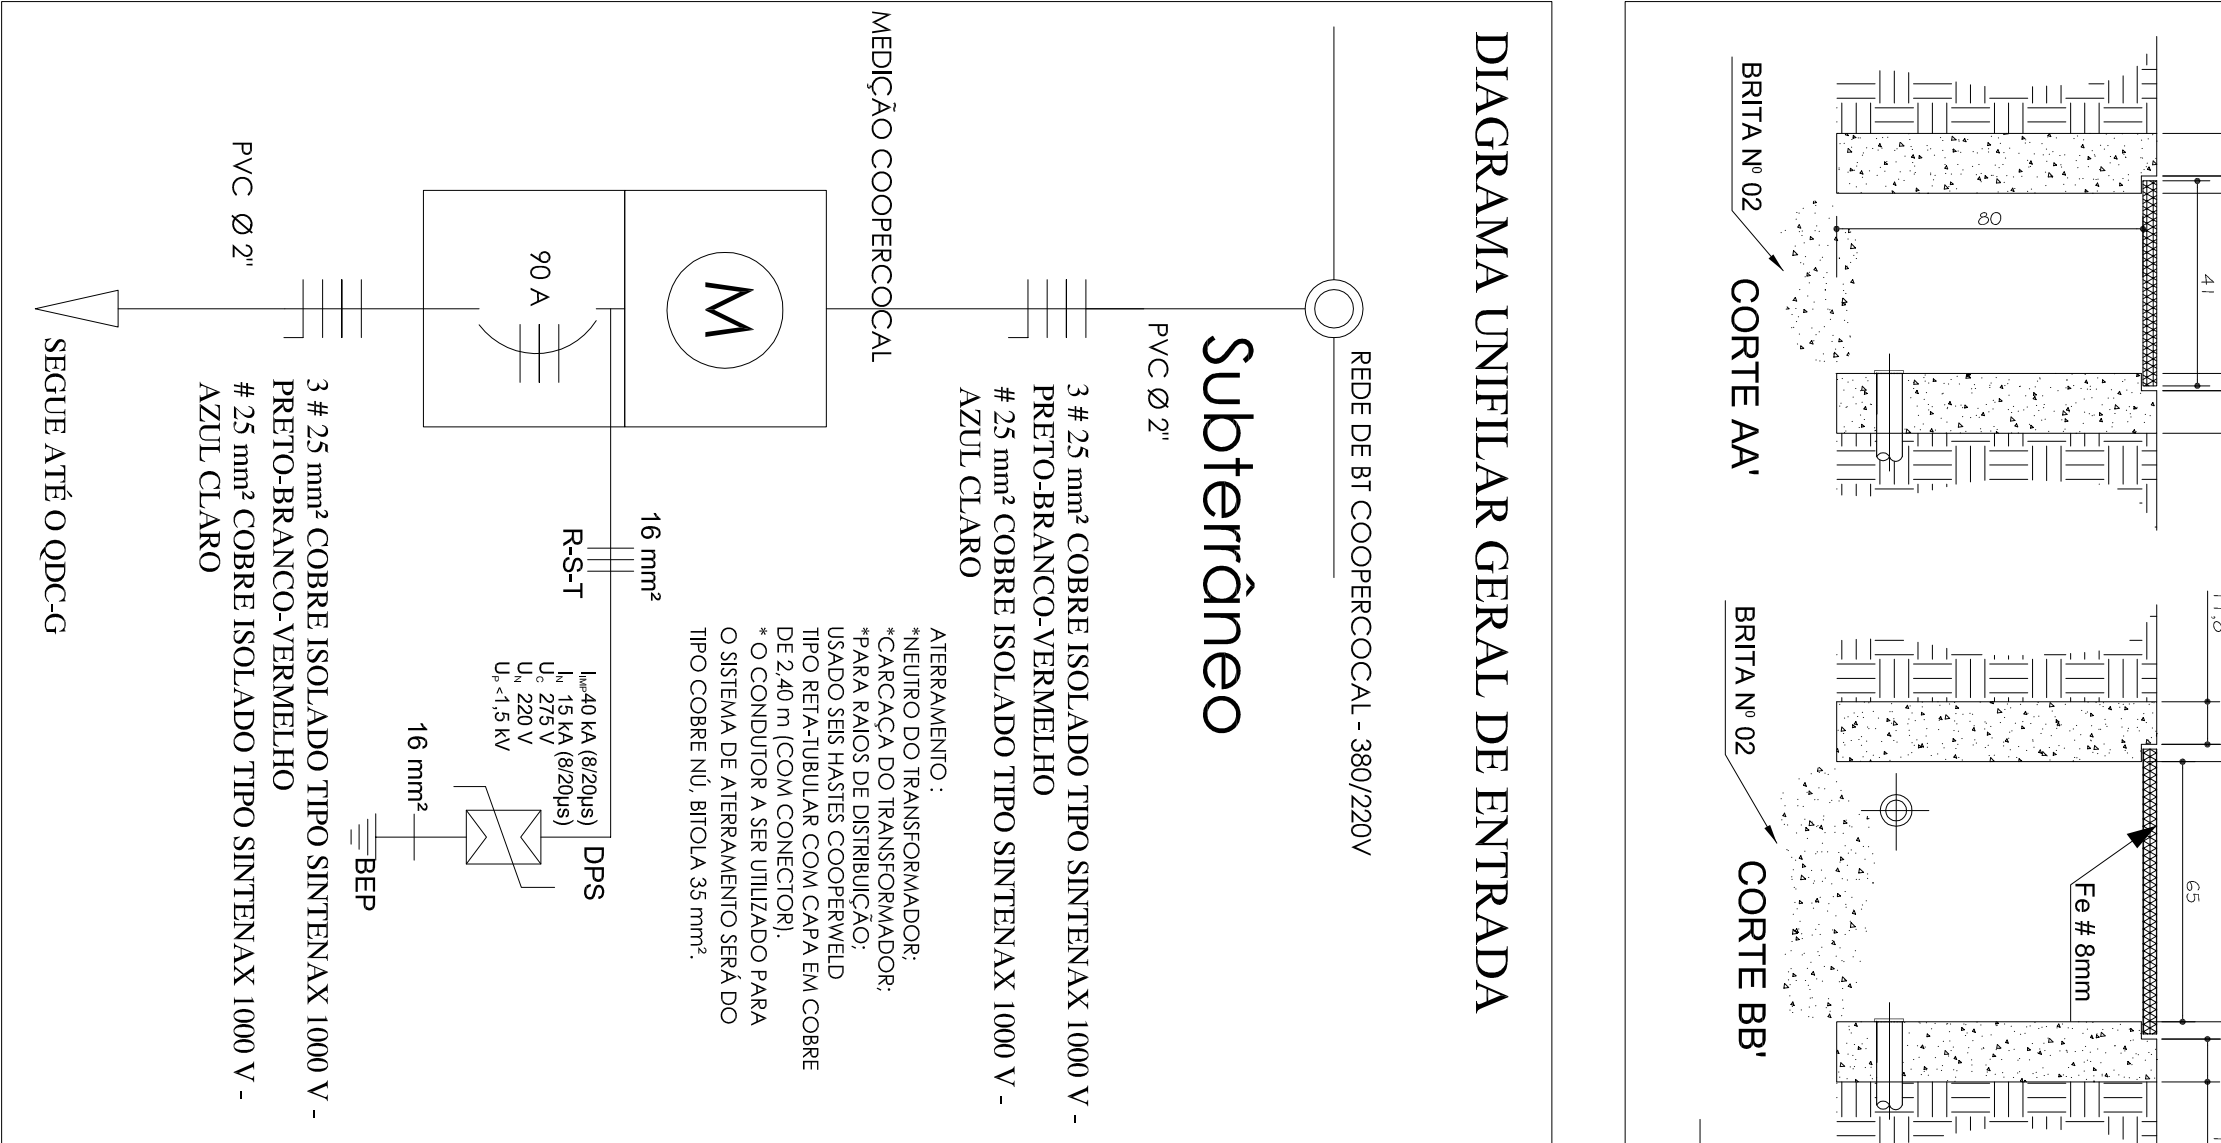 DIAGRAMA UNIFILAR GERAL DE ENTRADA
REDE DE BT COOPERCOCAL - 380/220V
Subterrâneo
PVC Ø 2"
3 # 25 mm² COBRE ISOLADO TIPO SINTENAX 1000 V -
PRETO-BRANCO-VERMELHO
# 25 mm² COBRE ISOLADO TIPO SINTENAX 1000 V -
AZUL CLARO
MEDIÇÃO COOPERCOCAL
M
90 A
ATERRAMENTO :
*NEUTRO DO TRANSFORMADOR;
*CARCAÇA DO TRANSFORMADOR;
*PARA RAIOS DE DISTRIBUIÇÃO;
USADO SEIS HASTES COOPERWELD
TIPO RETA-TUBULAR COM CAPA EM COBRE
DE 2,40 m (COM CONECTOR).
* O CONDUTOR A SER UTILIZADO PARA
O SISTEMA DE ATERRAMENTO SERÁ DO
TIPO COBRE NÚ, BITOLA 35 mm².
16 mm²
R-S-T
DPS
I IMP 40 kA (8/20µs)
I N 15 kA (8/20µs)
U C 275 V
U N 220 V
U P <1,5 kV
16 mm²
BEP
3 # 25 mm² COBRE ISOLADO TIPO SINTENAX 1000 V -
PRETO-BRANCO-VERMELHO
# 25 mm² COBRE ISOLADO TIPO SINTENAX 1000 V -
AZUL CLARO
PVC Ø 2"
SEGUE ATÉ O QDC-G
41
80
BRITA Nº 02
CORTE AA'
65
Fe # 8mm
BRITA Nº 02
CORTE BB'